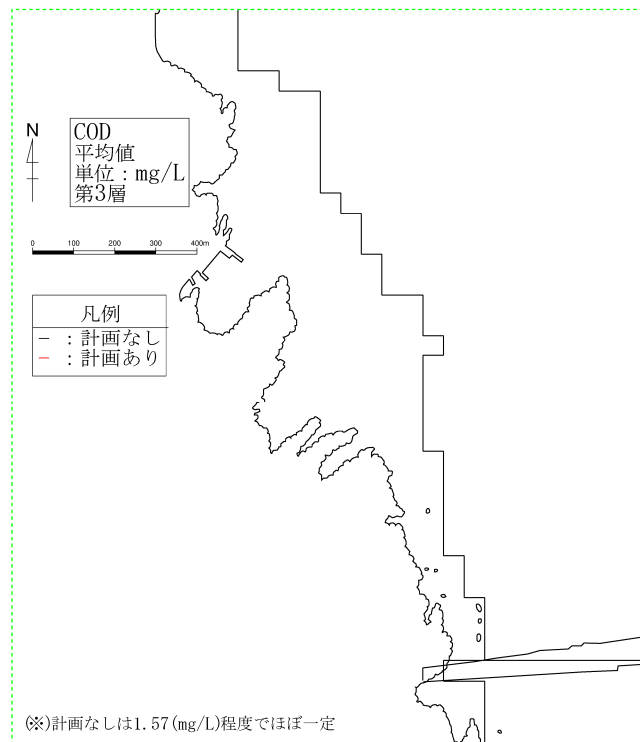 N
COD
平均値
単位：mg/L
第3層
0 100 200 300 400m
凡例
－ ：計画なし
－ ：計画あり
(※)計画なしは1.57(mg/L)程度でほぼ一定